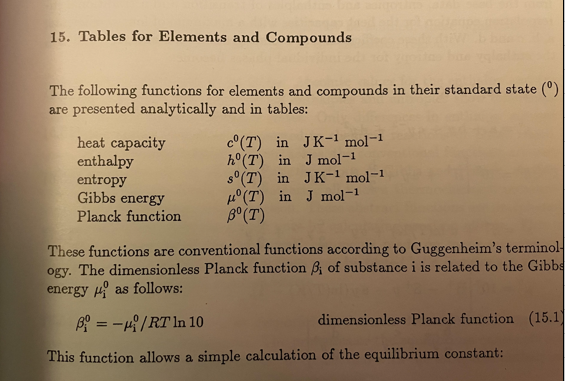 15. Tables for Elements and Compounds
The following functions for elements and compounds in their standard state (⁰)
are presented analytically and in tables:
heat capacity c⁰(T) in J K⁻¹ mol⁻¹
enthalpy h⁰(T) in J mol⁻¹
entropy s⁰(T) in J K⁻¹ mol⁻¹
Gibbs energy μ⁰(T) in J mol⁻¹
Planck function β⁰(T)
These functions are conventional functions according to Guggenheim's terminol-
ogy. The dimensionless Planck function βᵢ of substance i is related to the Gibbs
energy μᵢ⁰ as follows:
βᵢ⁰ = −μᵢ⁰/RT ln 10 dimensionless Planck function (15.1)
This function allows a simple calculation of the equilibrium constant: